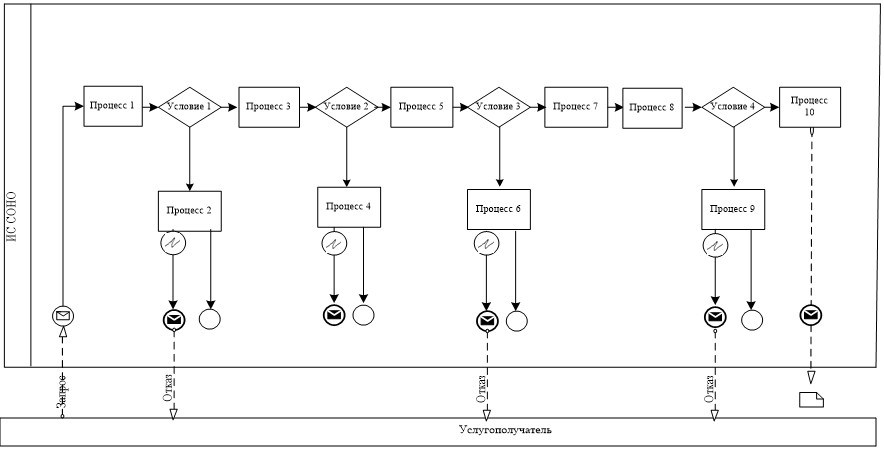 Процесс 1
Условие 1
Процесс 3
Условие 2
Процесс 5
Условие 3
Процесс 7
Процесс 8
Условие 4
Процесс
10
Процесс 2
Процесс 4
Процесс 6
Процесс 9
ИС СОНО
Запрос
Отказ
Отказ
Отказ
Услугополучатель